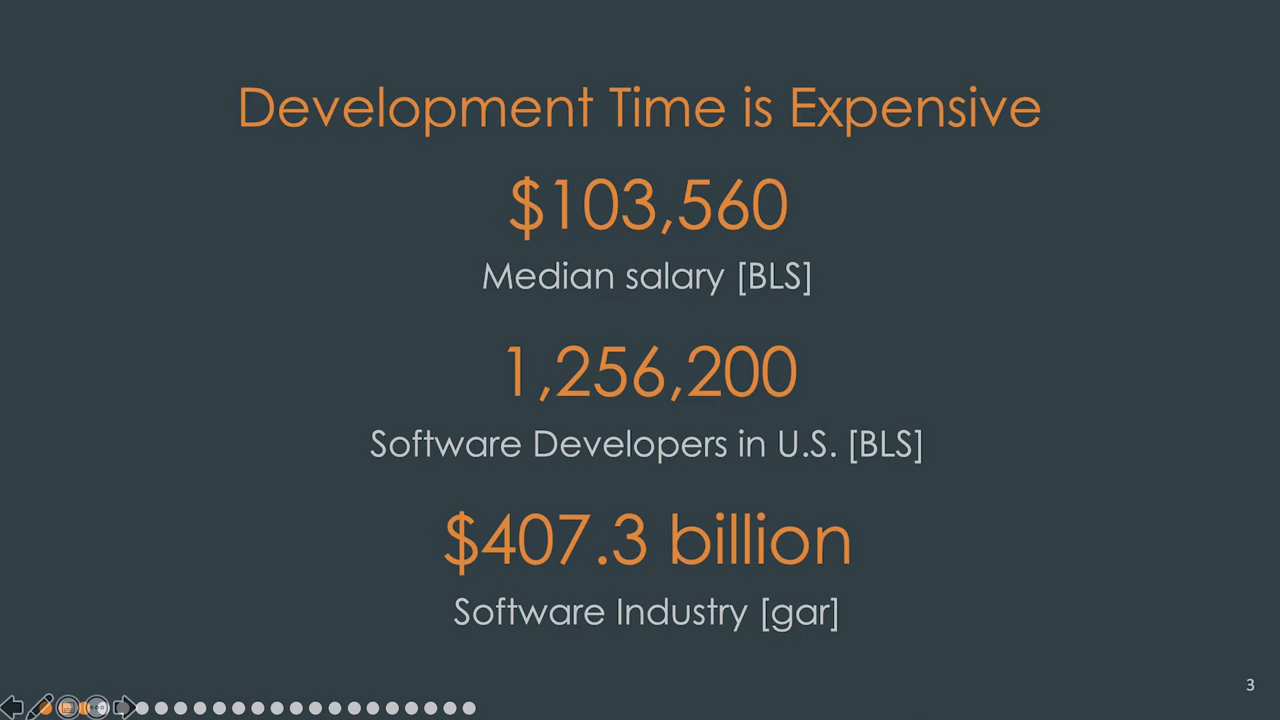 Development Time is Expensive
$103,560
Median salary [BLS]
1,256,200
Software Developers in U.S. [BLS]
$407.3 billion
Software Industry [gar]
3